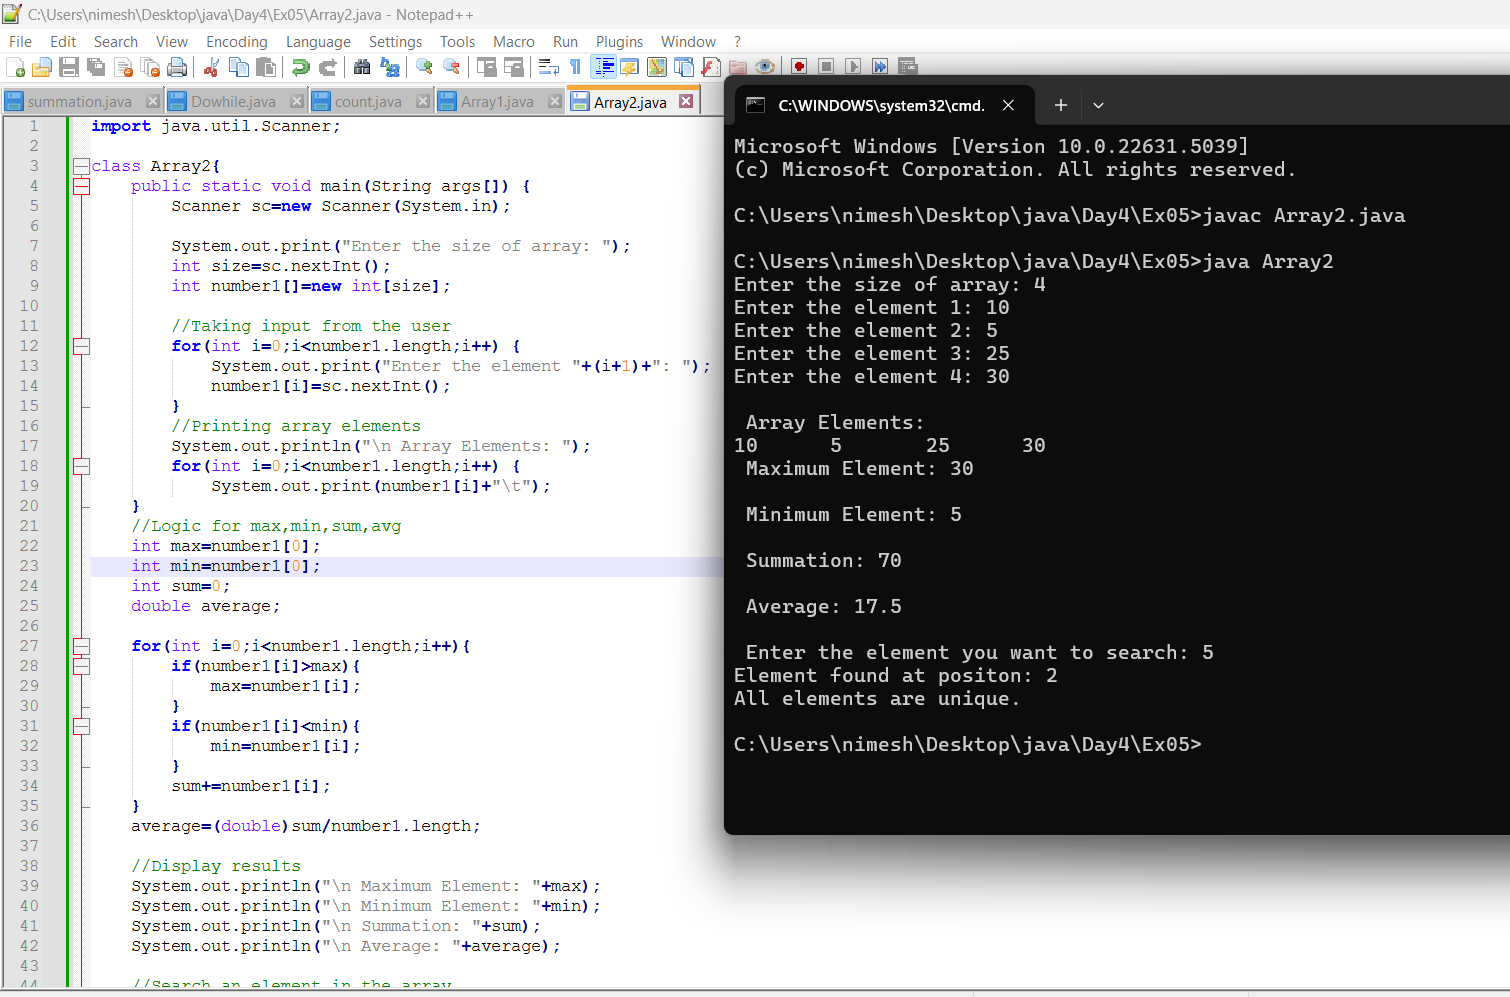 C:\Users\nimesh\Desktop\java\Day4\Ex05\Array2.java - Notepad++
File Edit Search View Encoding Language Settings Tools Macro Run Plugins Window ?
summation.java Dowhile.java count.java Array1.java Array2.java
1 import java.util.Scanner;
2
3 class Array2{
4 public static void main(String args[]) {
5 Scanner sc=new Scanner(System.in);
6
7 System.out.print("Enter the size of array: ");
8 int size=sc.nextInt();
9 int number1[]=new int[size];
10
11 //Taking input from the user
12 for(int i=0;i<number1.length;i++) {
13 System.out.print("Enter the element "+(i+1)+": ");
14 number1[i]=sc.nextInt();
15 }
16 //Printing array elements
17 System.out.println("\n Array Elements: ");
18 for(int i=0;i<number1.length;i++) {
19 System.out.print(number1[i]+"\t");
20 }
21 //Logic for max,min,sum,avg
22 int max=number1[0];
23 int min=number1[0];
24 int sum=0;
25 double average;
26
27 for(int i=0;i<number1.length;i++){
28 if(number1[i]>max){
29 max=number1[i];
30 }
31 if(number1[i]<min){
32 min=number1[i];
33 }
34 sum+=number1[i];
35 }
36 average=(double)sum/number1.length;
37
38 //Display results
39 System.out.println("\n Maximum Element: "+max);
40 System.out.println("\n Minimum Element: "+min);
41 System.out.println("\n Summation: "+sum);
42 System.out.println("\n Average: "+average);
43
44 //Search an element in the array
C:\WINDOWS\system32\cmd.
Microsoft Windows [Version 10.0.22631.5039]
(c) Microsoft Corporation. All rights reserved.
C:\Users\nimesh\Desktop\java\Day4\Ex05>javac Array2.java
C:\Users\nimesh\Desktop\java\Day4\Ex05>java Array2
Enter the size of array: 4
Enter the element 1: 10
Enter the element 2: 5
Enter the element 3: 25
Enter the element 4: 30
Array Elements:
10 5 25 30
Maximum Element: 30
Minimum Element: 5
Summation: 70
Average: 17.5
Enter the element you want to search: 5
Element found at positon: 2
All elements are unique.
C:\Users\nimesh\Desktop\java\Day4\Ex05>